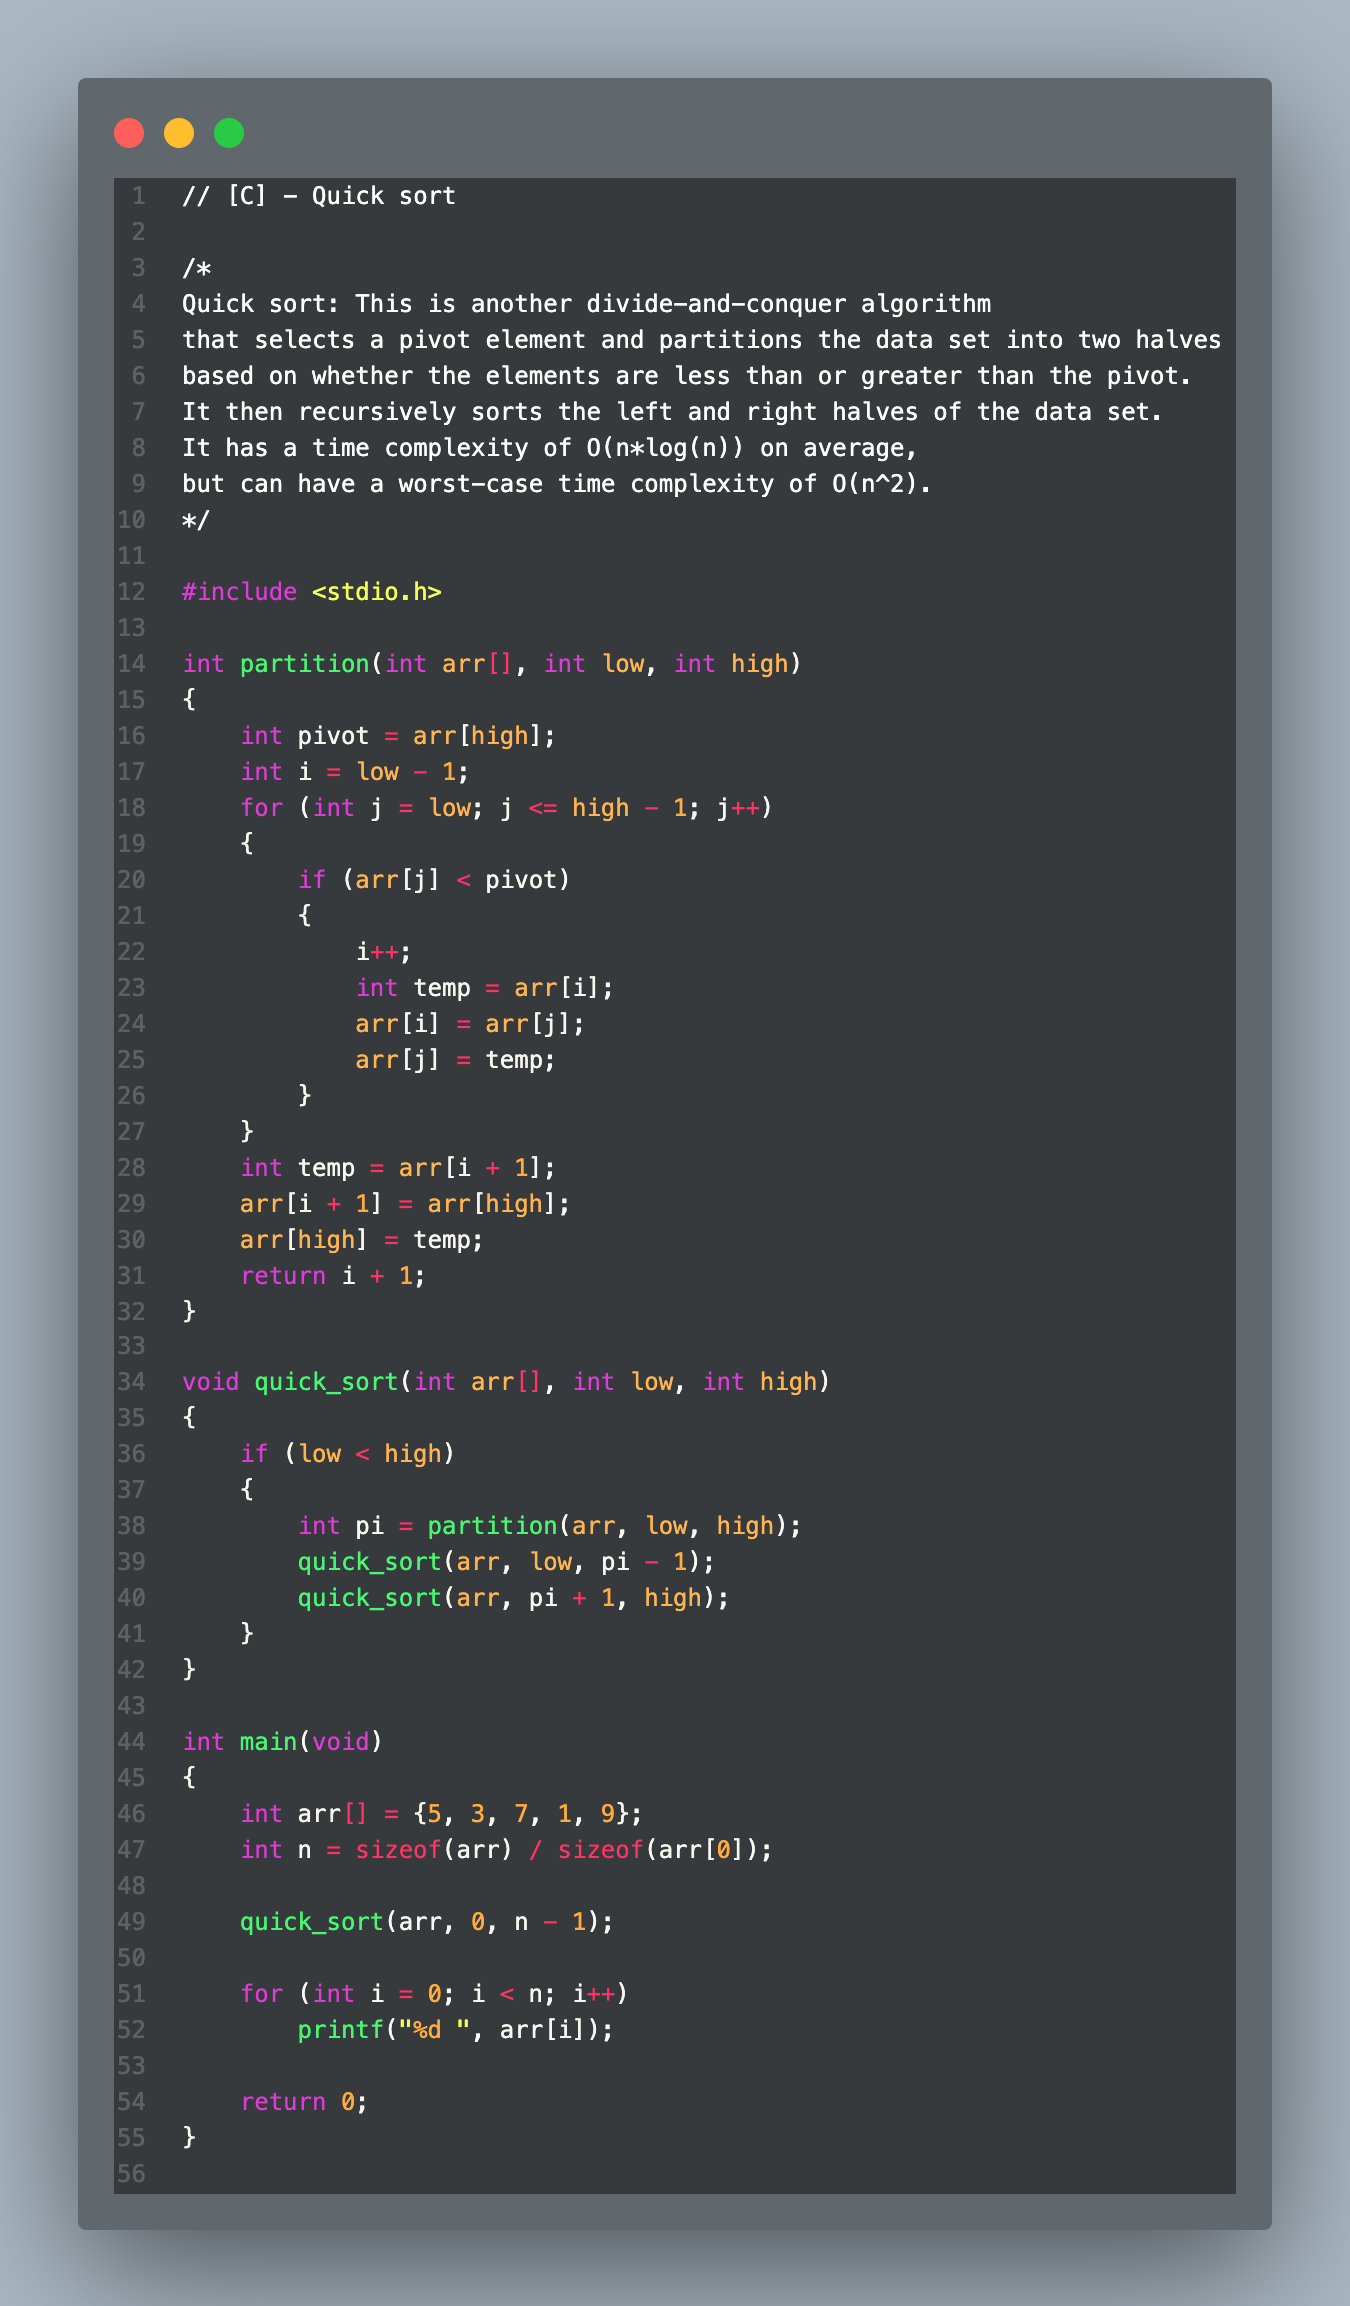 1 // [C] - Quick sort
2
3 /*
4 Quick sort: This is another divide-and-conquer algorithm
5 that selects a pivot element and partitions the data set into two halves
6 based on whether the elements are less than or greater than the pivot.
7 It then recursively sorts the left and right halves of the data set.
8 It has a time complexity of O(n*log(n)) on average,
9 but can have a worst-case time complexity of O(n^2).
10 */
11
12 #include <stdio.h>
13
14 int partition(int arr[], int low, int high)
15 {
16     int pivot = arr[high];
17     int i = low - 1;
18     for (int j = low; j <= high - 1; j++)
19     {
20         if (arr[j] < pivot)
21         {
22             i++;
23             int temp = arr[i];
24             arr[i] = arr[j];
25             arr[j] = temp;
26         }
27     }
28     int temp = arr[i + 1];
29     arr[i + 1] = arr[high];
30     arr[high] = temp;
31     return i + 1;
32 }
33
34 void quick_sort(int arr[], int low, int high)
35 {
36     if (low < high)
37     {
38         int pi = partition(arr, low, high);
39         quick_sort(arr, low, pi - 1);
40         quick_sort(arr, pi + 1, high);
41     }
42 }
43
44 int main(void)
45 {
46     int arr[] = {5, 3, 7, 1, 9};
47     int n = sizeof(arr) / sizeof(arr[0]);
48
49     quick_sort(arr, 0, n - 1);
50
51     for (int i = 0; i < n; i++)
52         printf("%d ", arr[i]);
53
54     return 0;
55 }
56